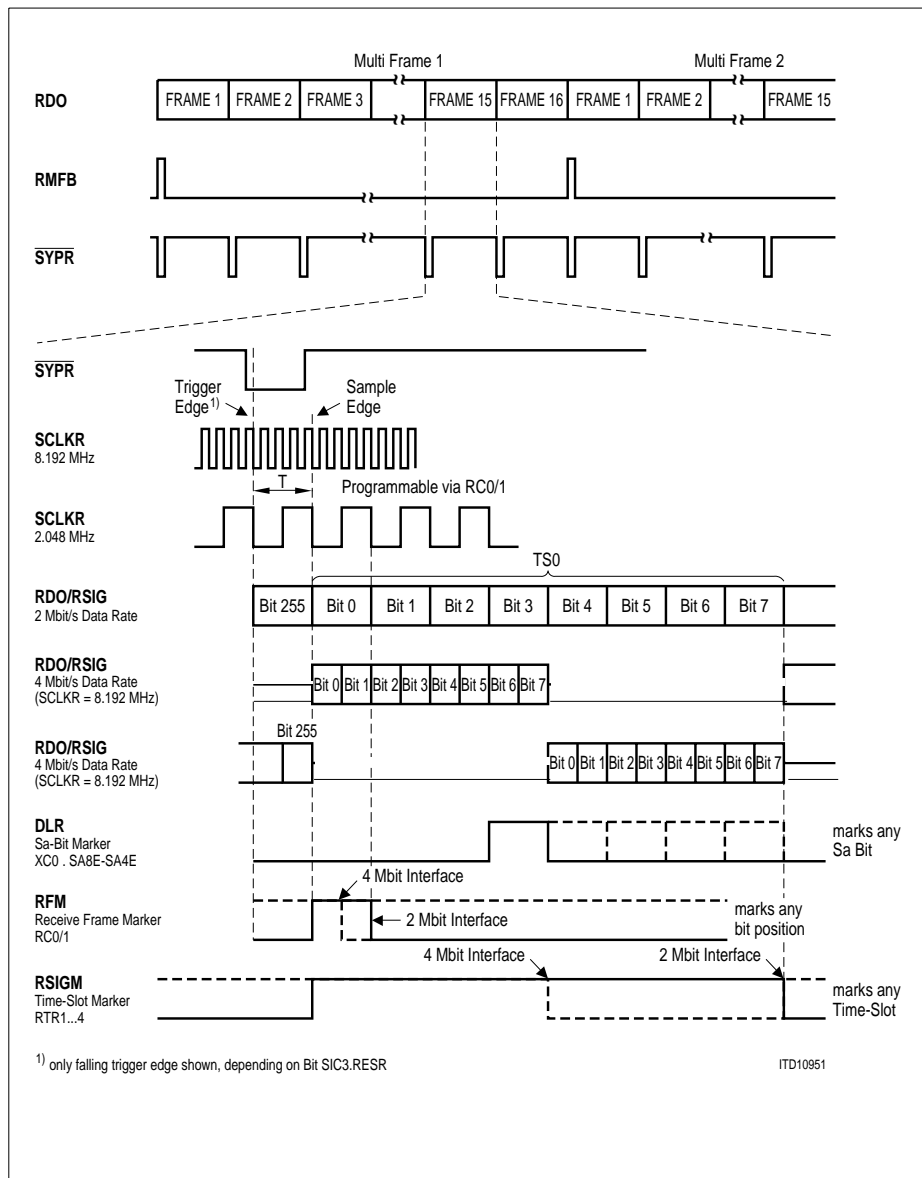 Multi Frame 1 Multi Frame 2
RDO FRAME 1 FRAME 2 FRAME 3 FRAME 15 FRAME 16 FRAME 1 FRAME 2 FRAME 15
RMFB
SYPR
SYPR
Trigger Edge1)
Sample Edge
SCLKR
8.192 MHz
T
Programmable via RC0/1
SCLKR
2.048 MHz
TS0
RDO/RSIG
2 Mbit/s Data Rate
Bit 255 Bit 0 Bit 1 Bit 2 Bit 3 Bit 4 Bit 5 Bit 6 Bit 7
RDO/RSIG
4 Mbit/s Data Rate
(SCLKR = 8.192 MHz)
Bit 0 Bit 1 Bit 2 Bit 3 Bit 4 Bit 5 Bit 6 Bit 7
RDO/RSIG
4 Mbit/s Data Rate
(SCLKR = 8.192 MHz)
Bit 255
Bit 0 Bit 1 Bit 2 Bit 3 Bit 4 Bit 5 Bit 6 Bit 7
DLR
Sa-Bit Marker
XC0 . SA8E-SA4E
marks any
Sa Bit
4 Mbit Interface
RFM
Receive Frame Marker
RC0/1
2 Mbit Interface
marks any
bit position
4 Mbit Interface 2 Mbit Interface
RSIGM
Time-Slot Marker
RTR1...4
marks any
Time-Slot
1) only falling trigger edge shown, depending on Bit SIC3.RESR
ITD10951